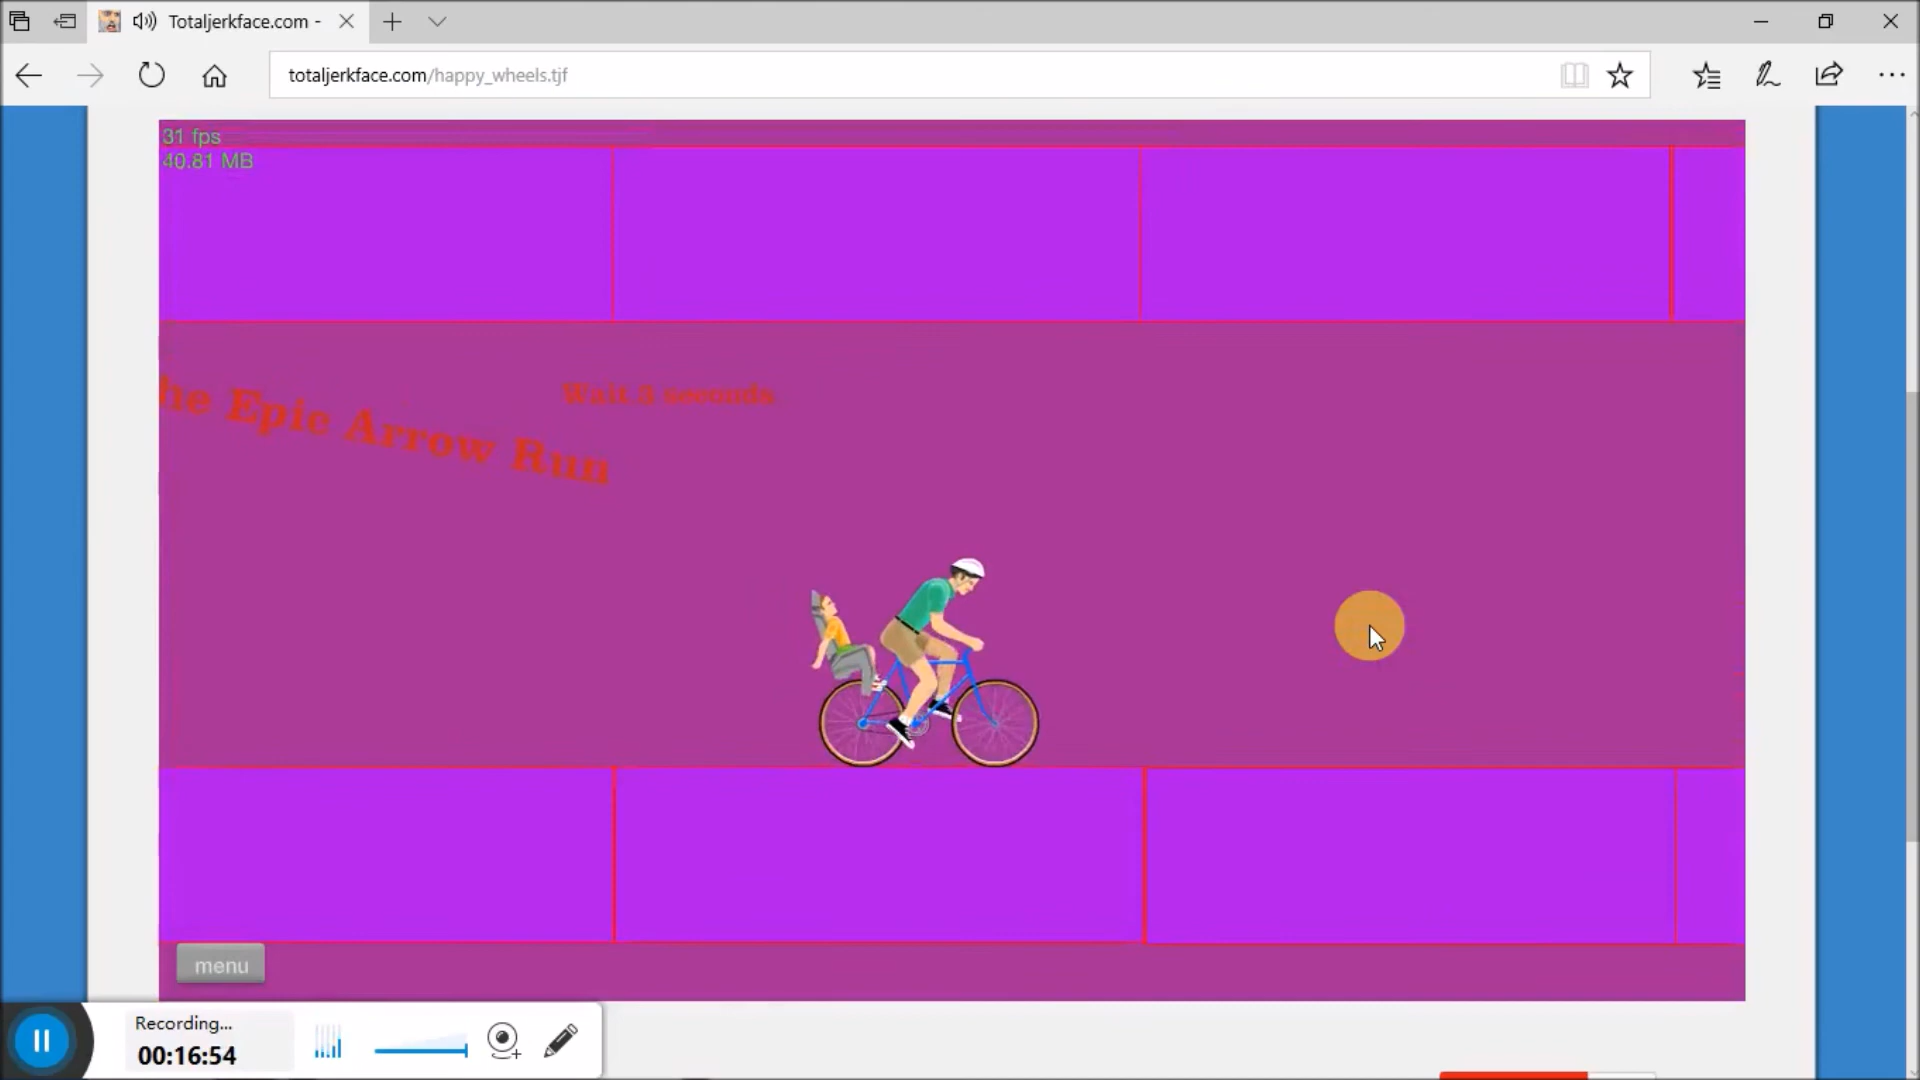 Totaljerkface.com -
totaljerkface.com/happy_wheels.tjf
31 fps
40.81 MB
he Epic Arrow Run
Wait 3 seconds
menu
Recording...
00:16:54